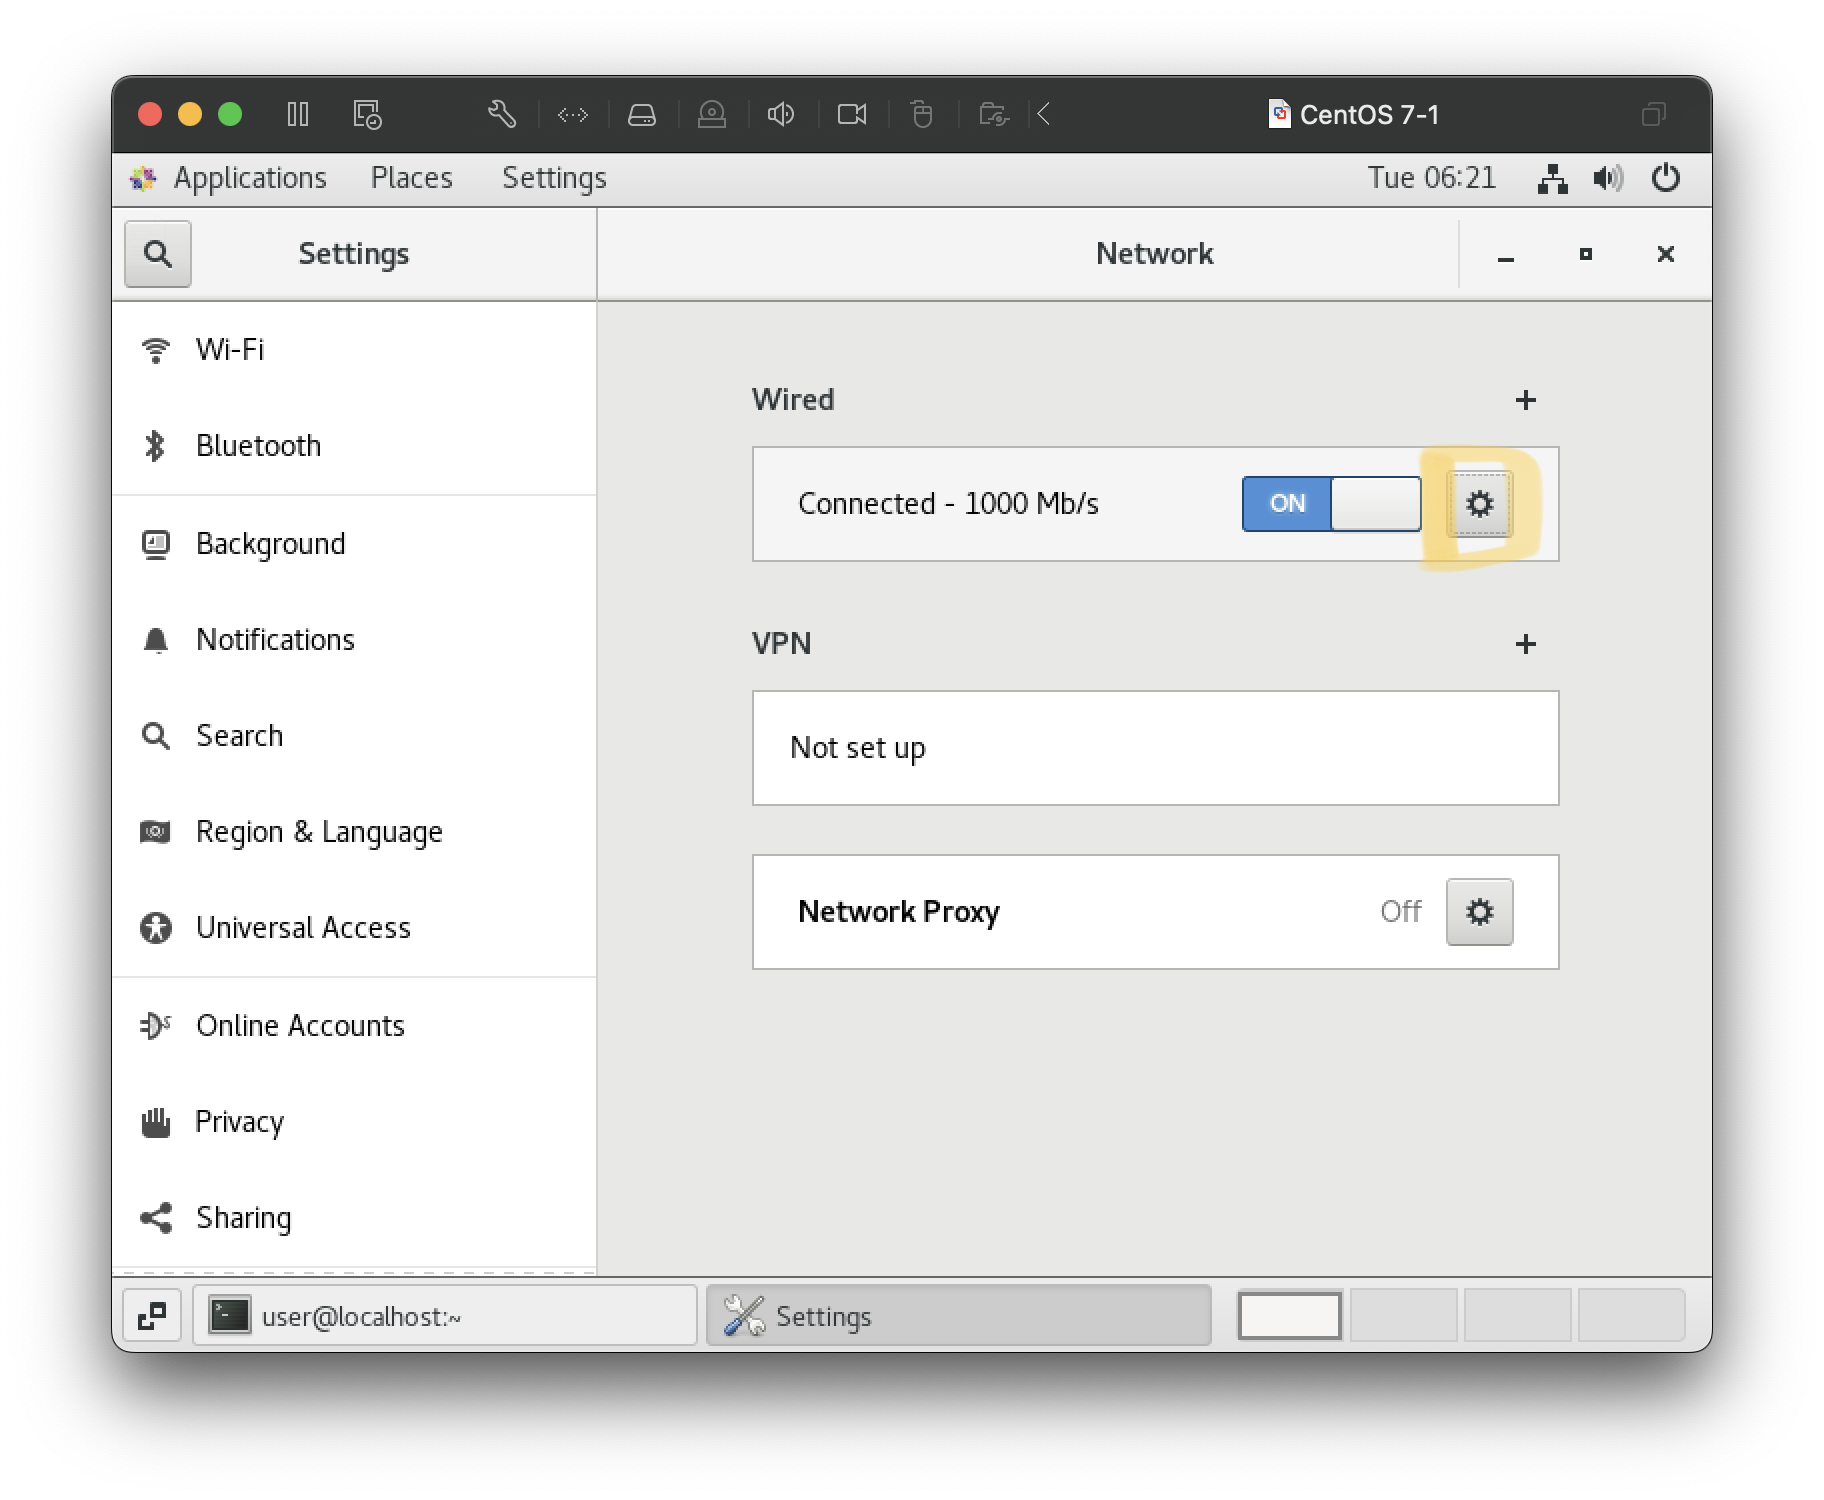 CentOS 7-1
Applications Places Settings Tue 06:21
Settings Network
Wi-Fi
Bluetooth
Background
Notifications
Search
Region & Language
Universal Access
Online Accounts
Privacy
Sharing
Wired
Connected - 1000 Mb/s ON
VPN
Not set up
Network Proxy Off
user@localhost:~ Settings